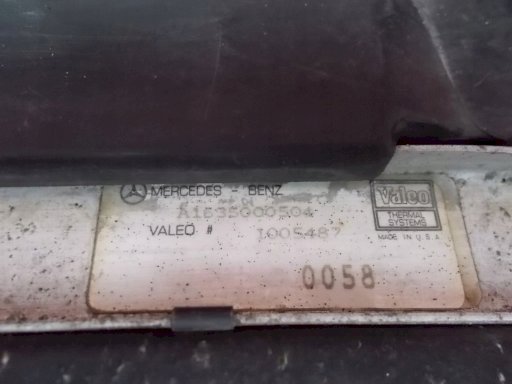 MERCEDES - BENZ
A1635000504
VALEO # 1005487
0058
Valeo
THERMAL
SYSTEMS
MADE IN U.S.A